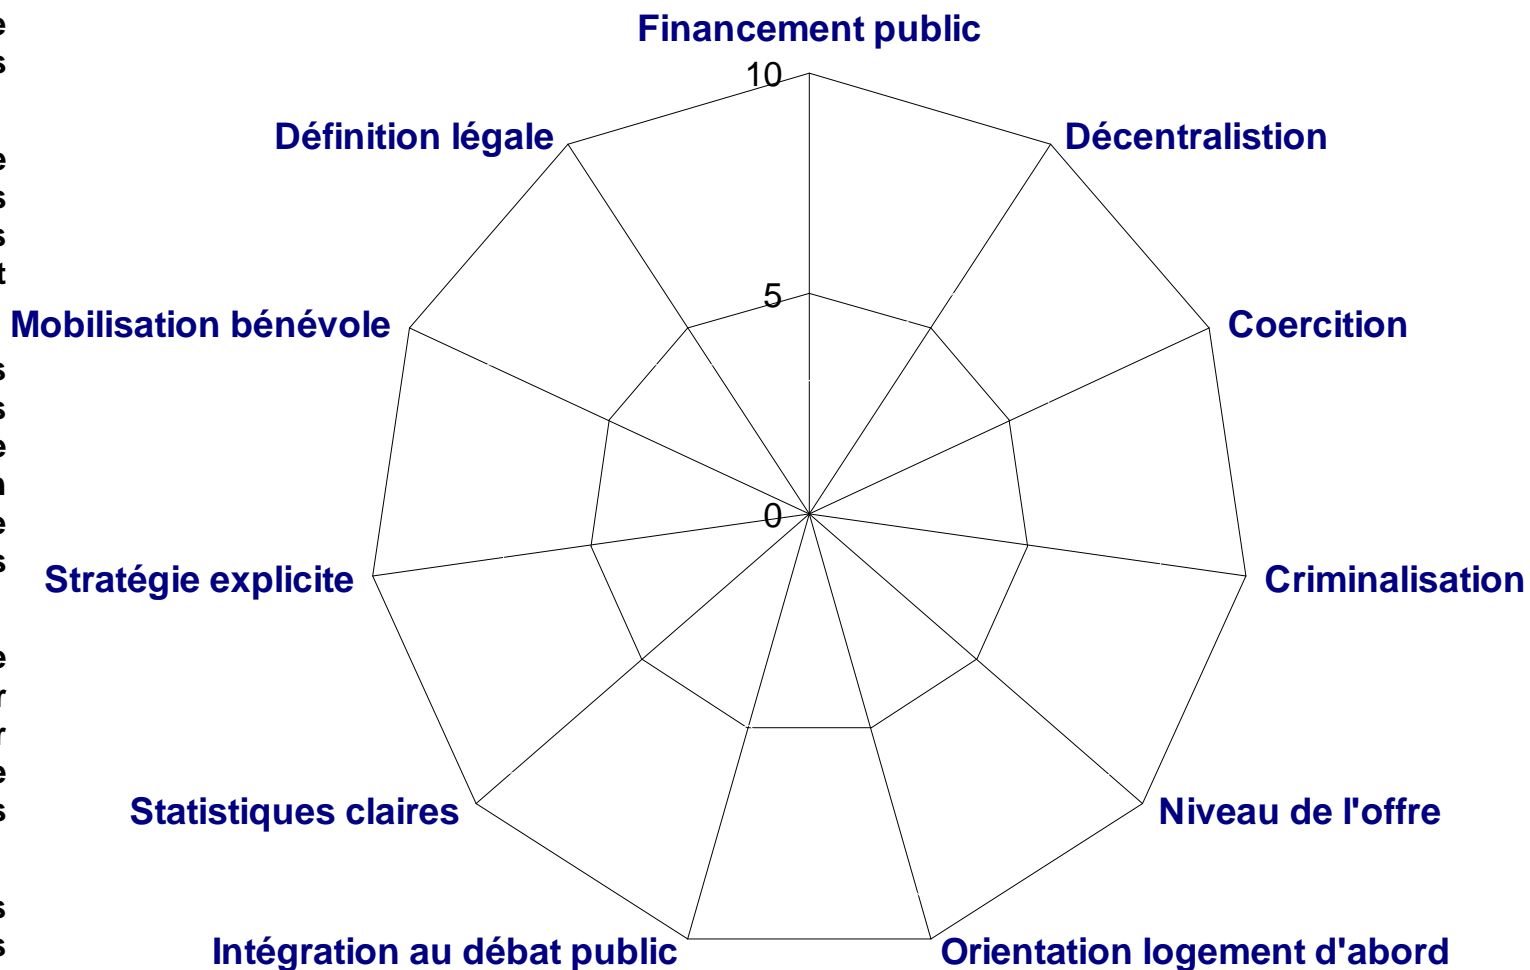 Financement public
10
Définition légale
Décentralistion
5
Mobilisation bénévole
Coercition
0
Stratégie explicite
Criminalisation
Statistiques claires
Niveau de l'offre
Intégration au débat public
Orientation logement d'abord